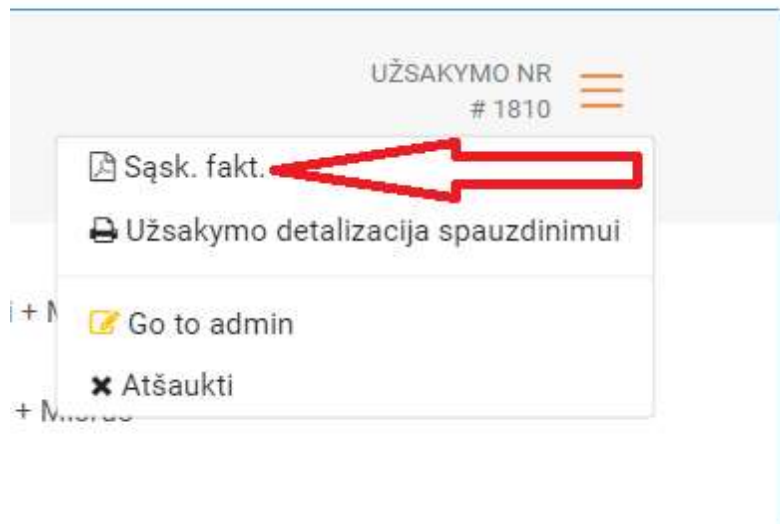 UŽSAKYMO NR
# 1810
Sąsk. fakt.
Užsakymo detalizacija spauzdinimui
Go to admin
Atšaukti